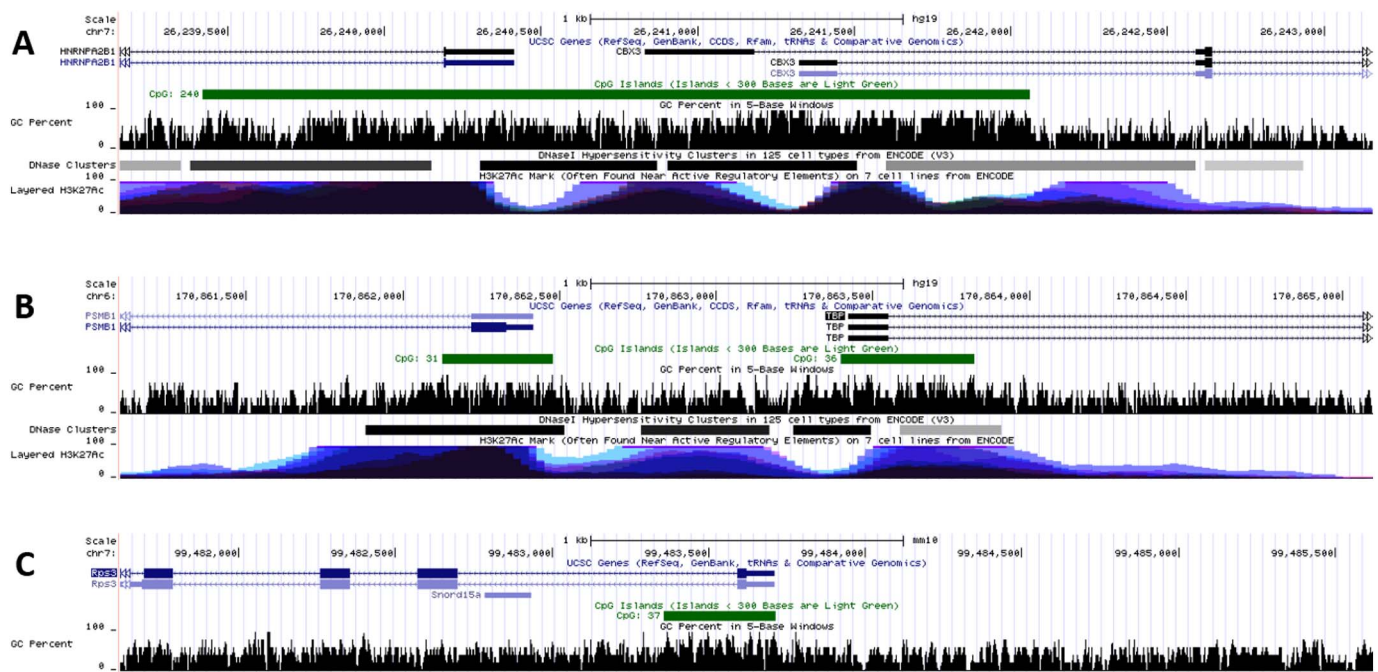 A
Scale 1 kb hg19
chr7: 26,239,500 26,240,000 26,240,500 26,241,000 26,241,500 26,242,000 26,242,500 26,243,000
UCSC Genes (RefSeq, GenBank, CCDS, Rfam, tRNAs & Comparative Genomics)
HNRNPA2B1 CBX3
HNRNPA2B1 CBX3
CBX3
CpG Islands (Islands < 300 Bases are Light Green)
CpG: 240
GC Percent in 5-Base Windows
100
GC Percent
0
DNaseI Hypersensitivity Clusters in 125 cell types from ENCODE (V3)
DNase Clusters
H3K27Ac Mark (Often Found Near Active Regulatory Elements) on 7 cell lines from ENCODE
100
Layered H3K27Ac
0
B
Scale 1 kb hg19
chr6: 170,861,500 170,862,000 170,862,500 170,863,000 170,863,500 170,864,000 170,864,500 170,865,000
UCSC Genes (RefSeq, GenBank, CCDS, Rfam, tRNAs & Comparative Genomics)
PSMB1 TBP
PSMB1 TBP
TBP
CpG Islands (Islands < 300 Bases are Light Green)
CpG: 31 CpG: 36
GC Percent in 5-Base Windows
100
GC Percent
0
DNaseI Hypersensitivity Clusters in 125 cell types from ENCODE (V3)
DNase Clusters
H3K27Ac Mark (Often Found Near Active Regulatory Elements) on 7 cell lines from ENCODE
100
Layered H3K27Ac
0
C
Scale 1 kb mm10
chr7: 99,482,000 99,482,500 99,483,000 99,483,500 99,484,000 99,484,500 99,485,000 99,485,500
UCSC Genes (RefSeq, GenBank, tRNAs & Comparative Genomics)
Rps3
Rps3
Snord15a
CpG Islands (Islands < 300 Bases are Light Green)
CpG: 37
GC Percent in 5-Base Windows
100
GC Percent
0